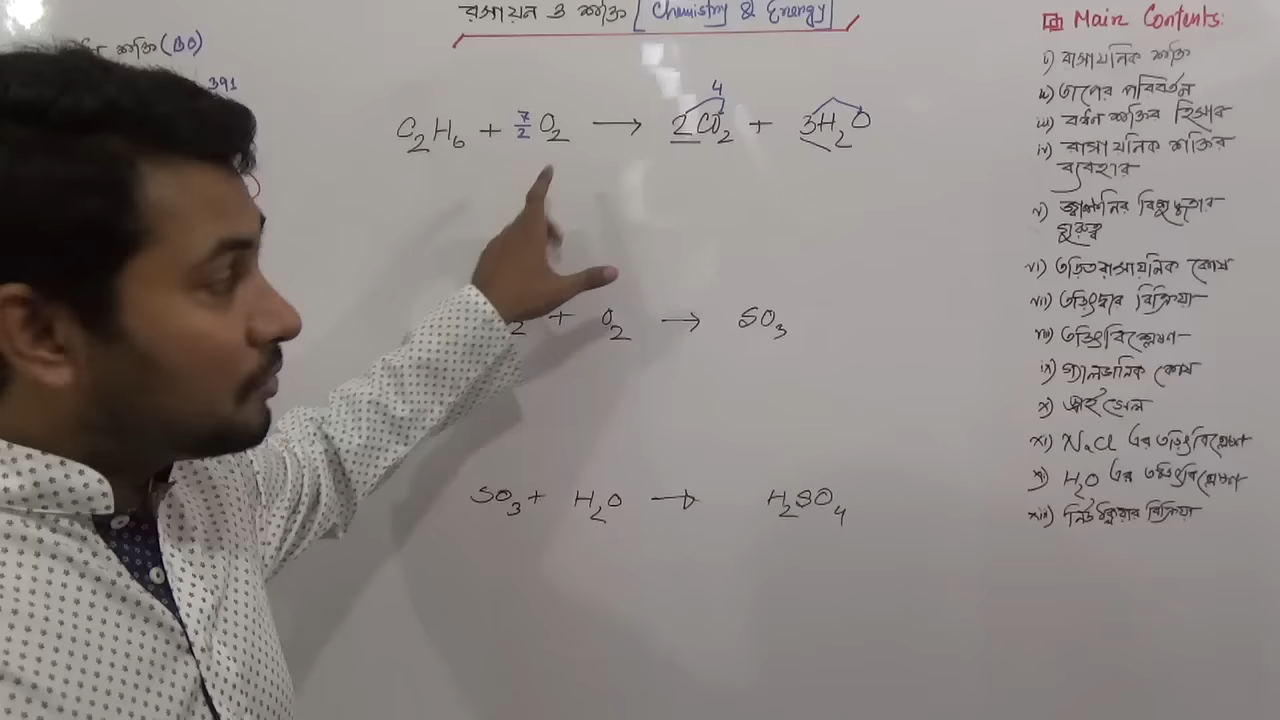 রসায়ন ও শক্তি [Chemistry & Energy]
শক্তি (BO)
391
4
C₂H₆ + 7/2 O₂ → 2CO₂ + 3H₂O
₂ + O₂ → SO₃
SO₃ + H₂O → H₂SO₄
Main Contents:
i) রাসায়নিক শক্তি
ii) তাপের পরিবর্তন
iii) বন্ধন শক্তির হিসাব
iv) রাসায়নিক শক্তির
ব্যবহার
v) জ্বালানির বিশুদ্ধতার
গুরুত্ব
vi) তড়িৎরাসায়নিক কোষ
vii) তড়িৎদ্বার বিক্রিয়া
viii) তড়িৎবিশ্লেষণ
ix) গ্যালভানিক কোষ
x) ড্রাই সেল
xi) NaCl এর তড়িৎবিশ্লেষণ
xii) H₂O এর তড়িৎবিশ্লেষণ
xiii) নিউক্লিয়ার বিক্রিয়া